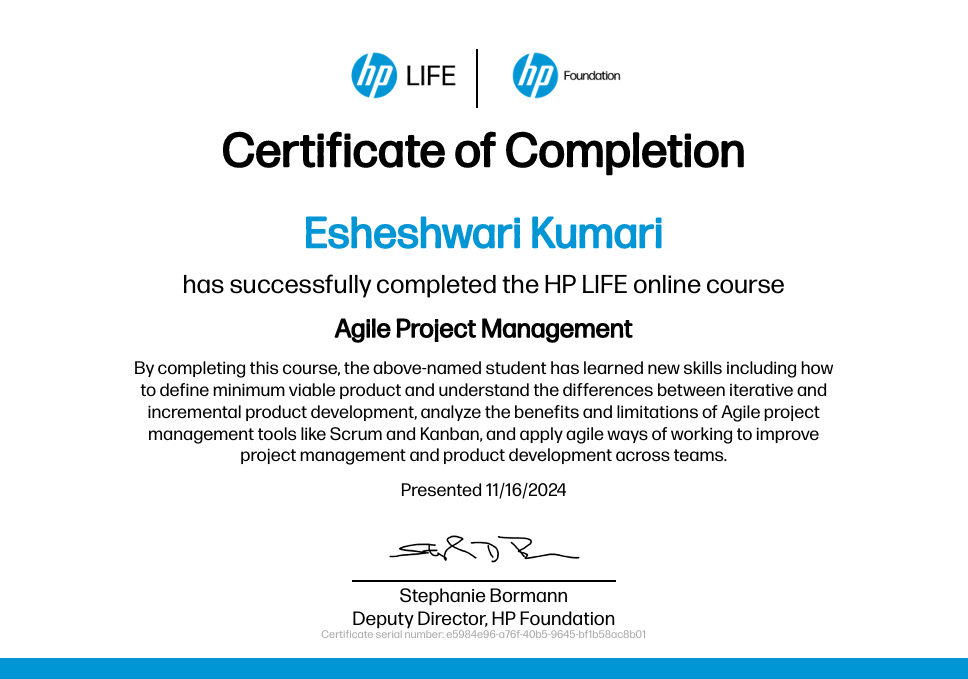 hp LIFE hp Foundation
Certificate of Completion
Esheshwari Kumari
has successfully completed the HP LIFE online course
Agile Project Management
By completing this course, the above-named student has learned new skills including how
to define minimum viable product and understand the differences between iterative and
incremental product development, analyze the benefits and limitations of Agile project
management tools like Scrum and Kanban, and apply agile ways of working to improve
project management and product development across teams.
Presented 11/16/2024
Stephanie Bormann
Deputy Director, HP Foundation
Certificate serial number: e5984e96-a76f-40b5-9645-bf1b58ac8b01